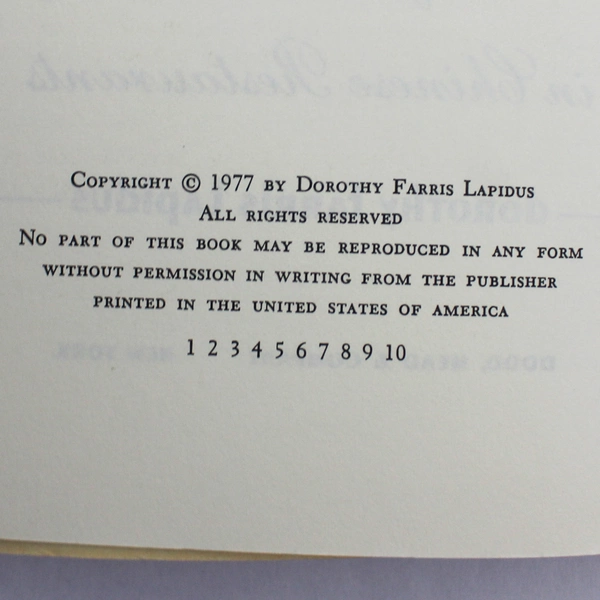 Copyright © 1977 by Dorothy Farris Lapidus
All rights reserved
No part of this book may be reproduced in any form
without permission in writing from the publisher
printed in the united states of america
1 2 3 4 5 6 7 8 9 10